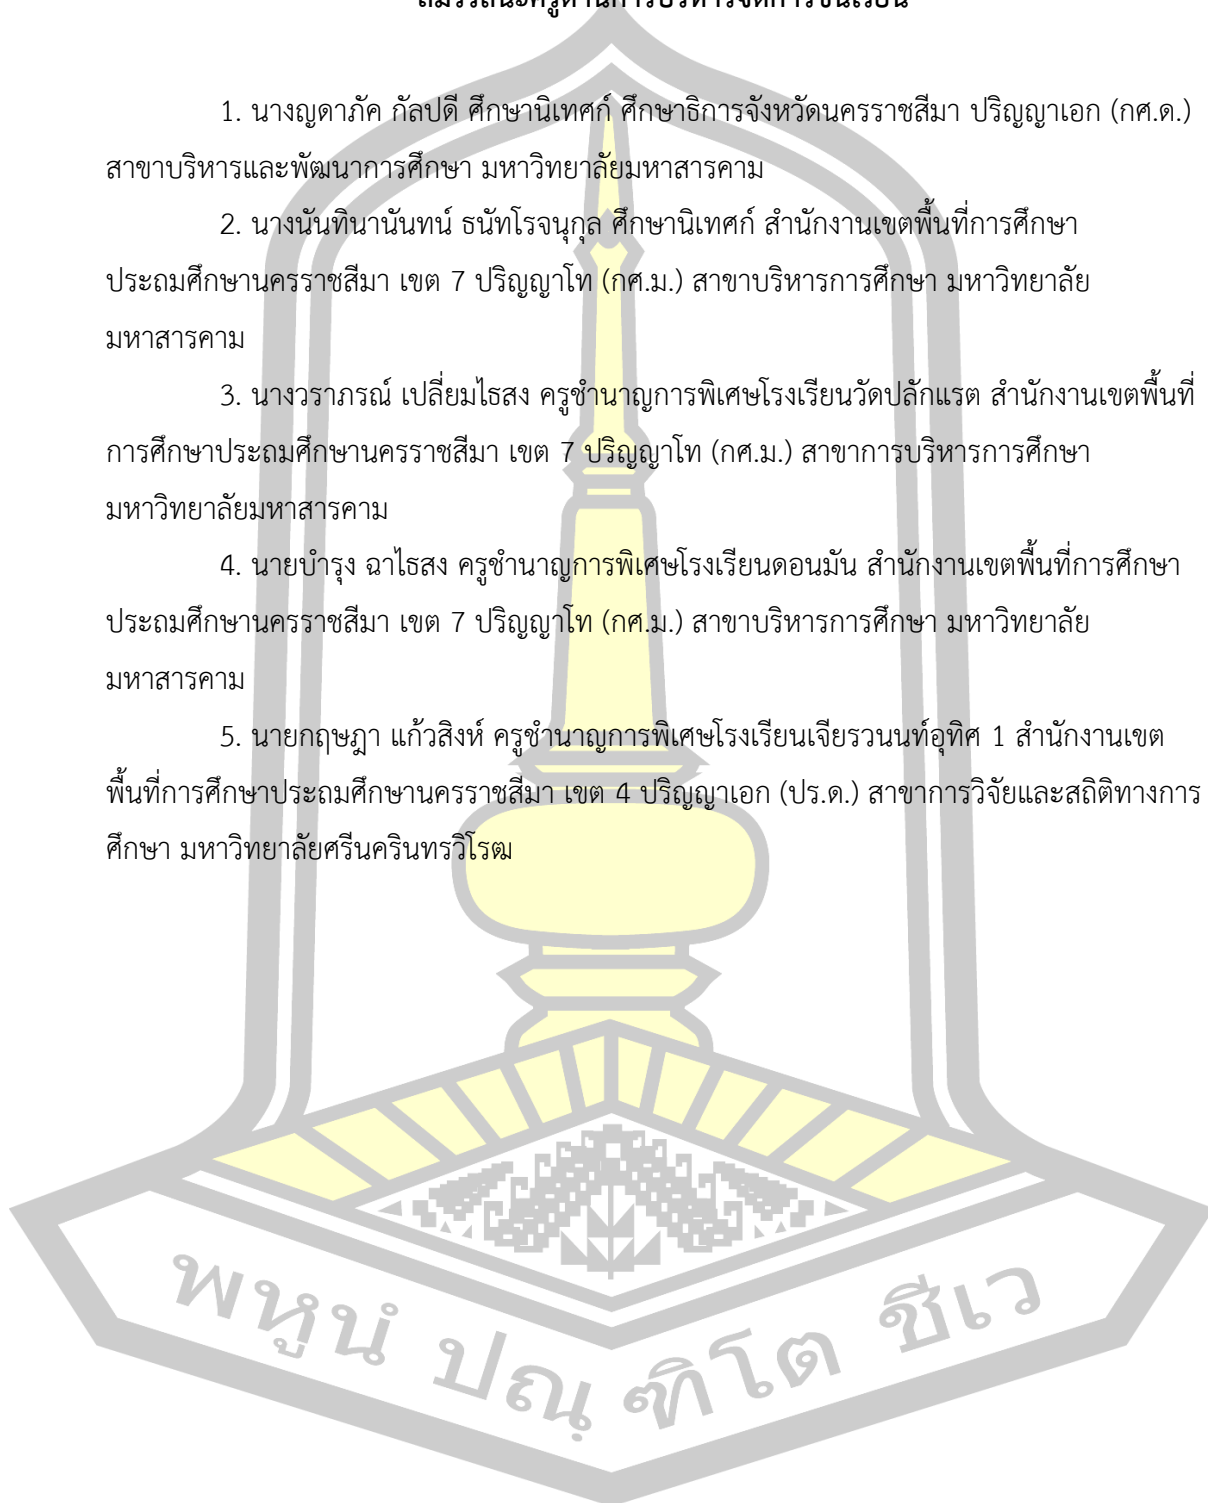 สมรรถนะครูด้านการบริหารจัดการชั้นเรียน
1. นางญดาภัค กัลปดี ศึกษานิเทศก์ ศึกษาธิการจังหวัดนครราชสีมา ปริญญาเอก (กศ.ด.)
สาขาบริหารและพัฒนาการศึกษา มหาวิทยาลัยมหาสารคาม
2. นางนันทินานันทน์ ธนัทโรจนุกุล ศึกษานิเทศก์ สำนักงานเขตพื้นที่การศึกษา
ประถมศึกษานครราชสีมา เขต 7 ปริญญาโท (กศ.ม.) สาขาบริหารการศึกษา มหาวิทยาลัย
มหาสารคาม
3. นางวราภรณ์ เปลี่ยมไธสง ครูชำนาญการพิเศษโรงเรียนวัดปลักแรต สำนักงานเขตพื้นที่
การศึกษาประถมศึกษานครราชสีมา เขต 7 ปริญญาโท (กศ.ม.) สาขาการบริหารการศึกษา
มหาวิทยาลัยมหาสารคาม
4. นายบำรุง ฉาไธสง ครูชำนาญการพิเศษโรงเรียนดอนมัน สำนักงานเขตพื้นที่การศึกษา
ประถมศึกษานครราชสีมา เขต 7 ปริญญาโท (กศ.ม.) สาขาบริหารการศึกษา มหาวิทยาลัย
มหาสารคาม
5. นายกฤษฎา แก้วสิงห์ ครูชำนาญการพิเศษโรงเรียนเจียรวนนท์อุทิศ 1 สำนักงานเขต
พื้นที่การศึกษาประถมศึกษานครราชสีมา เขต 4 ปริญญาเอก (ปร.ด.) สาขาการวิจัยและสถิติทางการ
ศึกษา มหาวิทยาลัยศรีนครินทรวิโรฒ
พหูนํ ปณฺฑิโต ชีเว